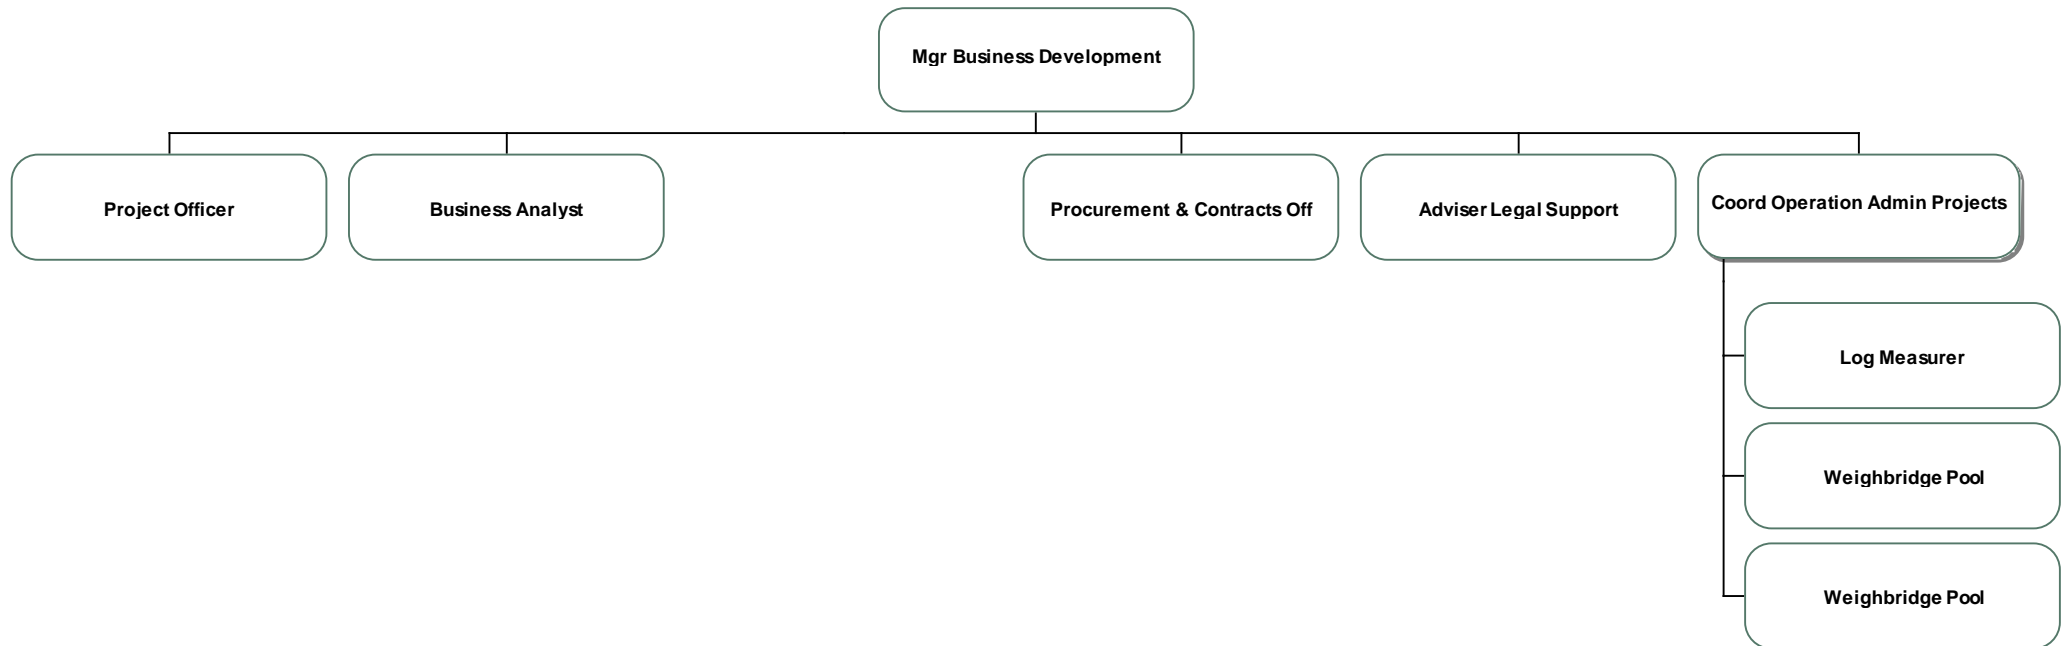 Mgr Business Development
Project Officer
Business Analyst
Procurement & Contracts Off
Adviser Legal Support
Coord Operation Admin Projects
Log Measurer
Weighbridge Pool
Weighbridge Pool